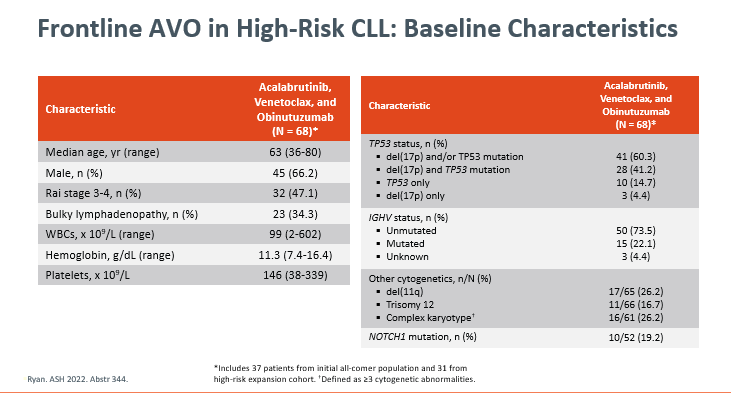 Frontline AVO in High-Risk CLL: Baseline Characteristics
Characteristic
Acalabrutinib,
Venetoclax, and
Obinutuzumab
(N = 68)*
Median age, yr (range) 63 (36-80)
Male, n (%) 45 (66.2)
Rai stage 3-4, n (%) 32 (47.1)
Bulky lymphadenopathy, n (%) 23 (34.3)
WBCs, x 10⁹/L (range) 99 (2-602)
Hemoglobin, g/dL (range) 11.3 (7.4-16.4)
Platelets, x 10⁹/L 146 (38-339)
Characteristic
Acalabrutinib,
Venetoclax, and
Obinutuzumab
(N = 68)*
TP53 status, n (%)
▪ del(17p) and/or TP53 mutation 41 (60.3)
▪ del(17p) and TP53 mutation 28 (41.2)
▪ TP53 only 10 (14.7)
▪ del(17p) only 3 (4.4)
IGHV status, n (%)
▪ Unmutated 50 (73.5)
▪ Mutated 15 (22.1)
▪ Unknown 3 (4.4)
Other cytogenetics, n/N (%)
▪ del(11q) 17/65 (26.2)
▪ Trisomy 12 11/66 (16.7)
▪ Complex karyotype† 16/61 (26.2)
NOTCH1 mutation, n (%) 10/52 (19.2)
*Includes 37 patients from initial all-comer population and 31 from
high-risk expansion cohort. †Defined as ≥3 cytogenetic abnormalities.
Ryan. ASH 2022. Abstr 344.